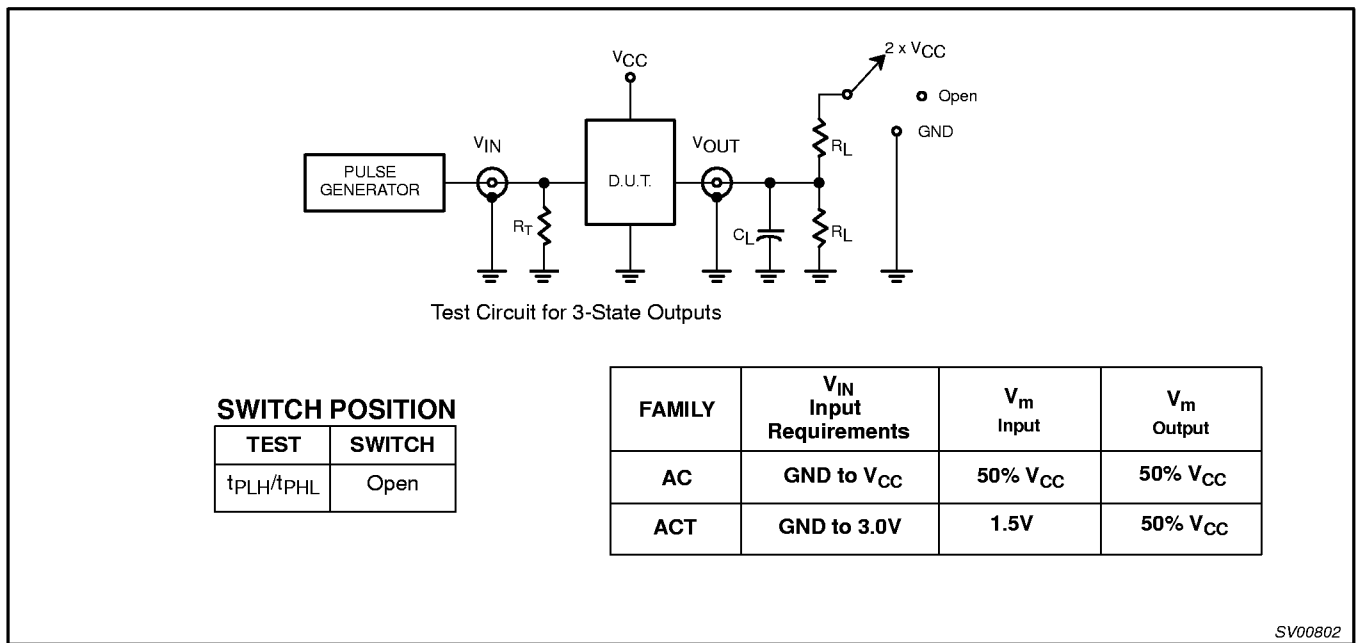 2 x VCC
VCC
Open
GND
VIN
VOUT
RL
PULSE
GENERATOR
D.U.T.
RT
CL
RL
Test Circuit for 3-State Outputs
SWITCH POSITION
TEST SWITCH
tPLH/tPHL Open
FAMILY VIN Input Requirements Vm Input Vm Output
AC GND to VCC 50% VCC 50% VCC
ACT GND to 3.0V 1.5V 50% VCC
SV00802